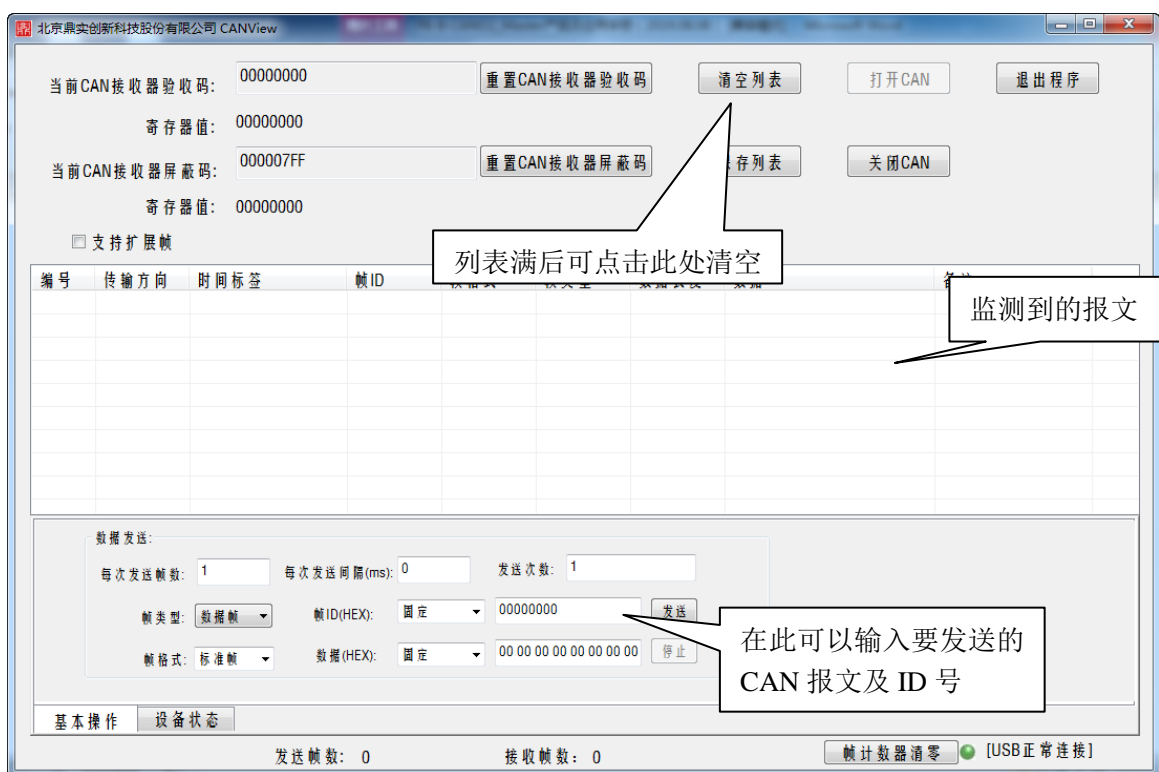 北京鼎实创新科技股份有限公司 CANView
当前CAN接收器验收码: 00000000 重置CAN接收器验收码 清空列表 打开CAN 退出程序
寄存器值: 00000000
当前CAN接收器屏蔽码: 000007FF 重置CAN接收器屏蔽码 存列表 关闭CAN
寄存器值: 00000000
支持扩展帧
列表满后可点击此处清空
编号 传输方向 时间标签 帧ID
监测到的报文
数据发送:
每次发送帧数: 1 每次发送间隔(ms): 0 发送次数: 1
帧类型: 数据帧 帧ID(HEX): 固定 00000000 发送
帧格式: 标准帧 数据(HEX): 固定 00 00 00 00 00 00 00 00 停止
在此可以输入要发送的
CAN 报文及 ID 号
基本操作 设备状态
发送帧数: 0 接收帧数: 0 帧计数器清零 [USB正常连接]